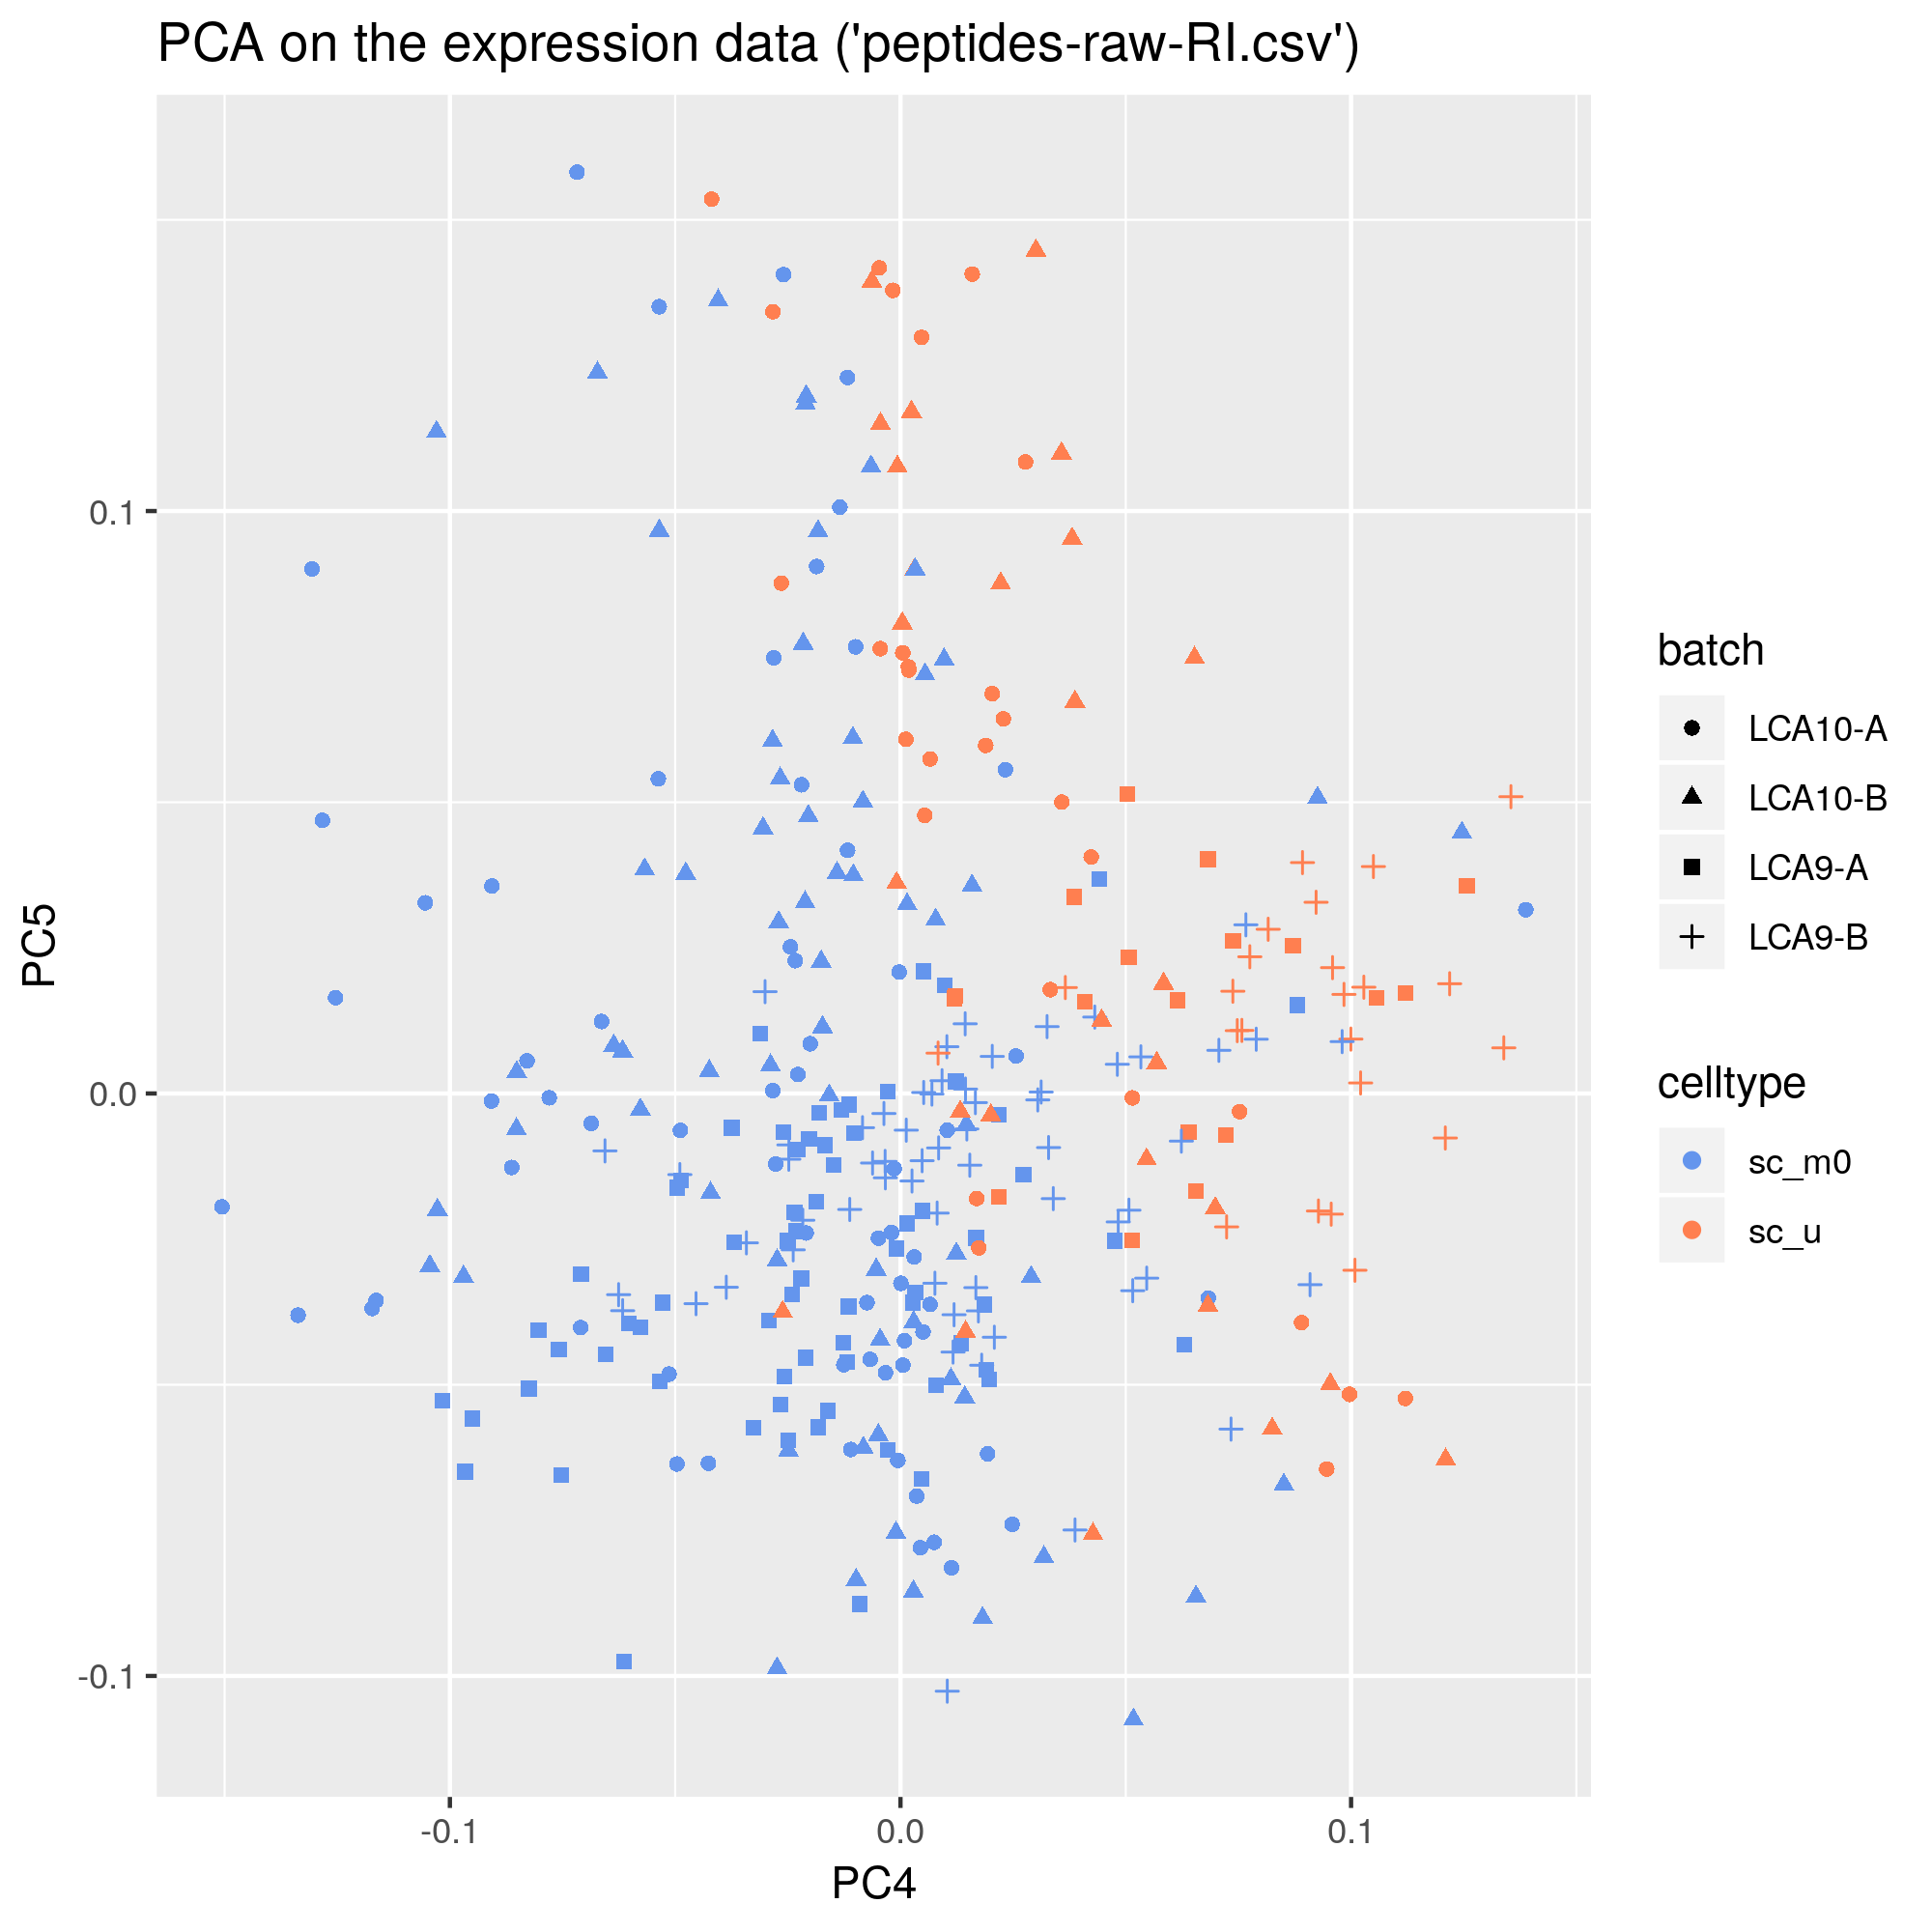 PCA on the expression data ('peptides-raw-RI.csv')
PC5
0.1
0.0
-0.1
-0.1
0.0
0.1
PC4
batch
LCA10-A
LCA10-B
LCA9-A
LCA9-B
celltype
sc_m0
sc_u